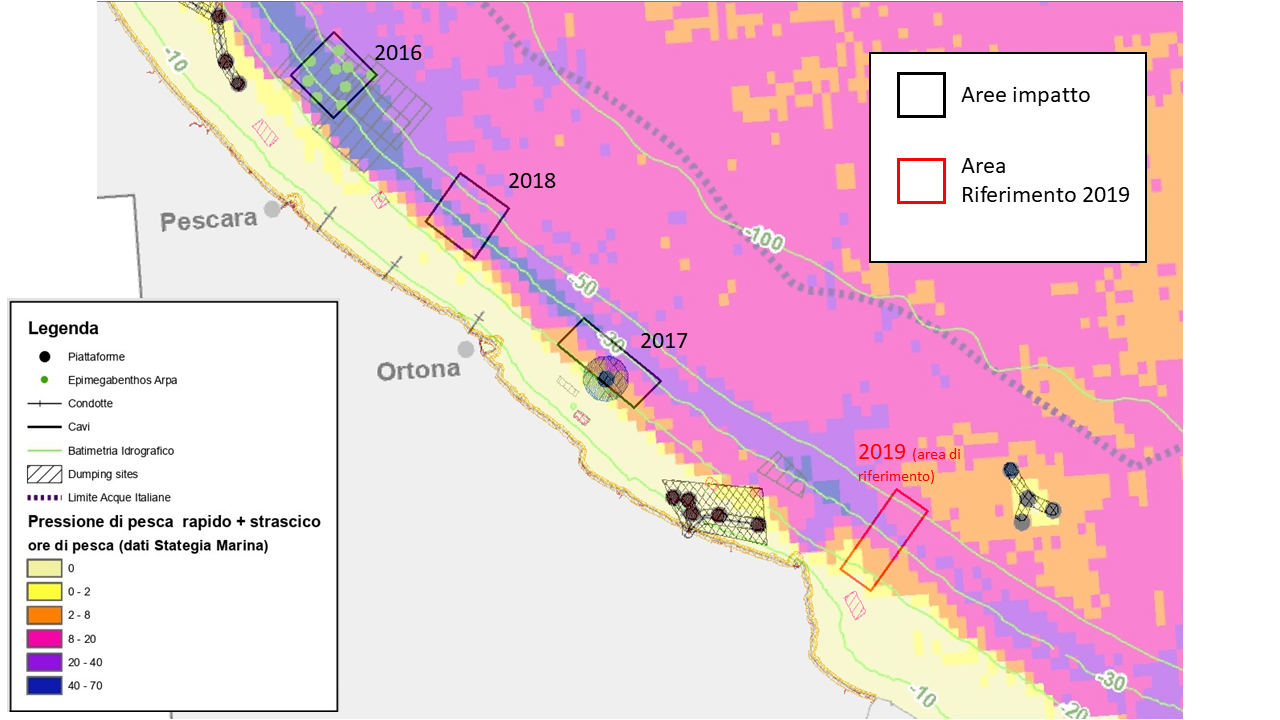 2016
-10
Aree impatto
Area
Riferimento 2019
2018
Pescara
-100
-50
Legenda
Piattaforme
Epimegabenthos Arpa
Condotte
Cavi
Batimetria Idrografico
Dumping sites
Limite Acque Italiane
Pressione di pesca rapido + strascico
ore di pesca (dati Stategia Marina)
0
0 - 2
2 - 8
8 - 20
20 - 40
40 - 70
2017
-30
Ortona
2019 (area di
riferimento)
-30
-10
-20